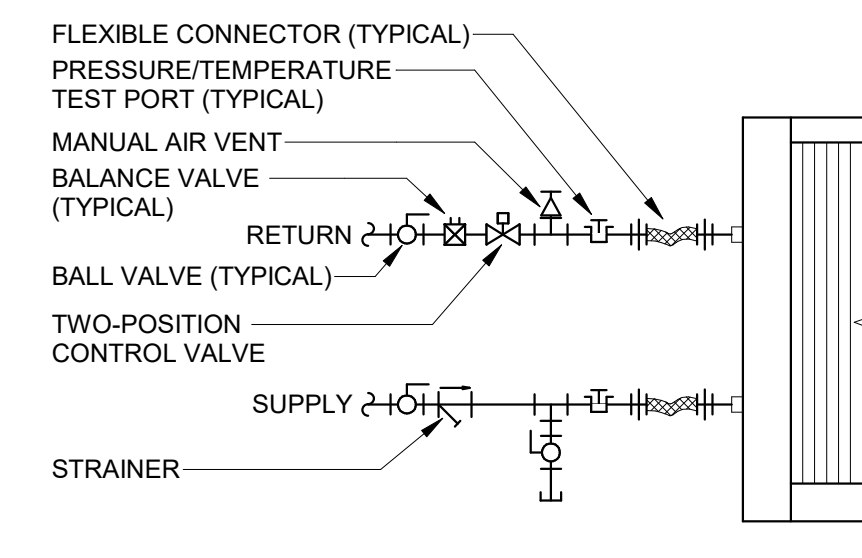 FLEXIBLE CONNECTOR (TYPICAL)
PRESSURE/TEMPERATURE
TEST PORT (TYPICAL)
MANUAL AIR VENT
BALANCE VALVE
(TYPICAL)
RETURN
BALL VALVE (TYPICAL)
TWO-POSITION
CONTROL VALVE
SUPPLY
STRAINER